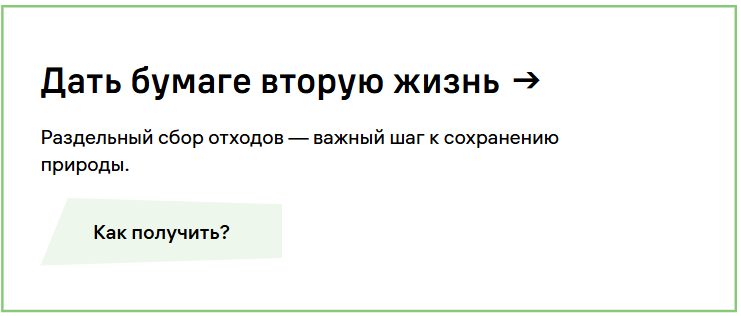 Дать бумаге вторую жизнь →
Раздельный сбор отходов — важный шаг к сохранению
природы.
Как получить?